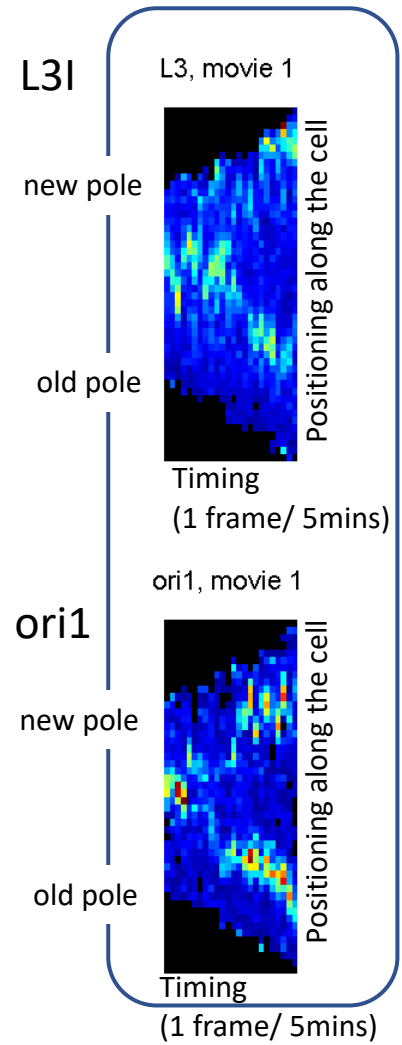 L3I
L3, movie 1
new pole
old pole
Positioning along the cell
Timing
(1 frame/ 5mins)
ori1, movie 1
ori1
new pole
old pole
Positioning along the cell
Timing
(1 frame/ 5mins)